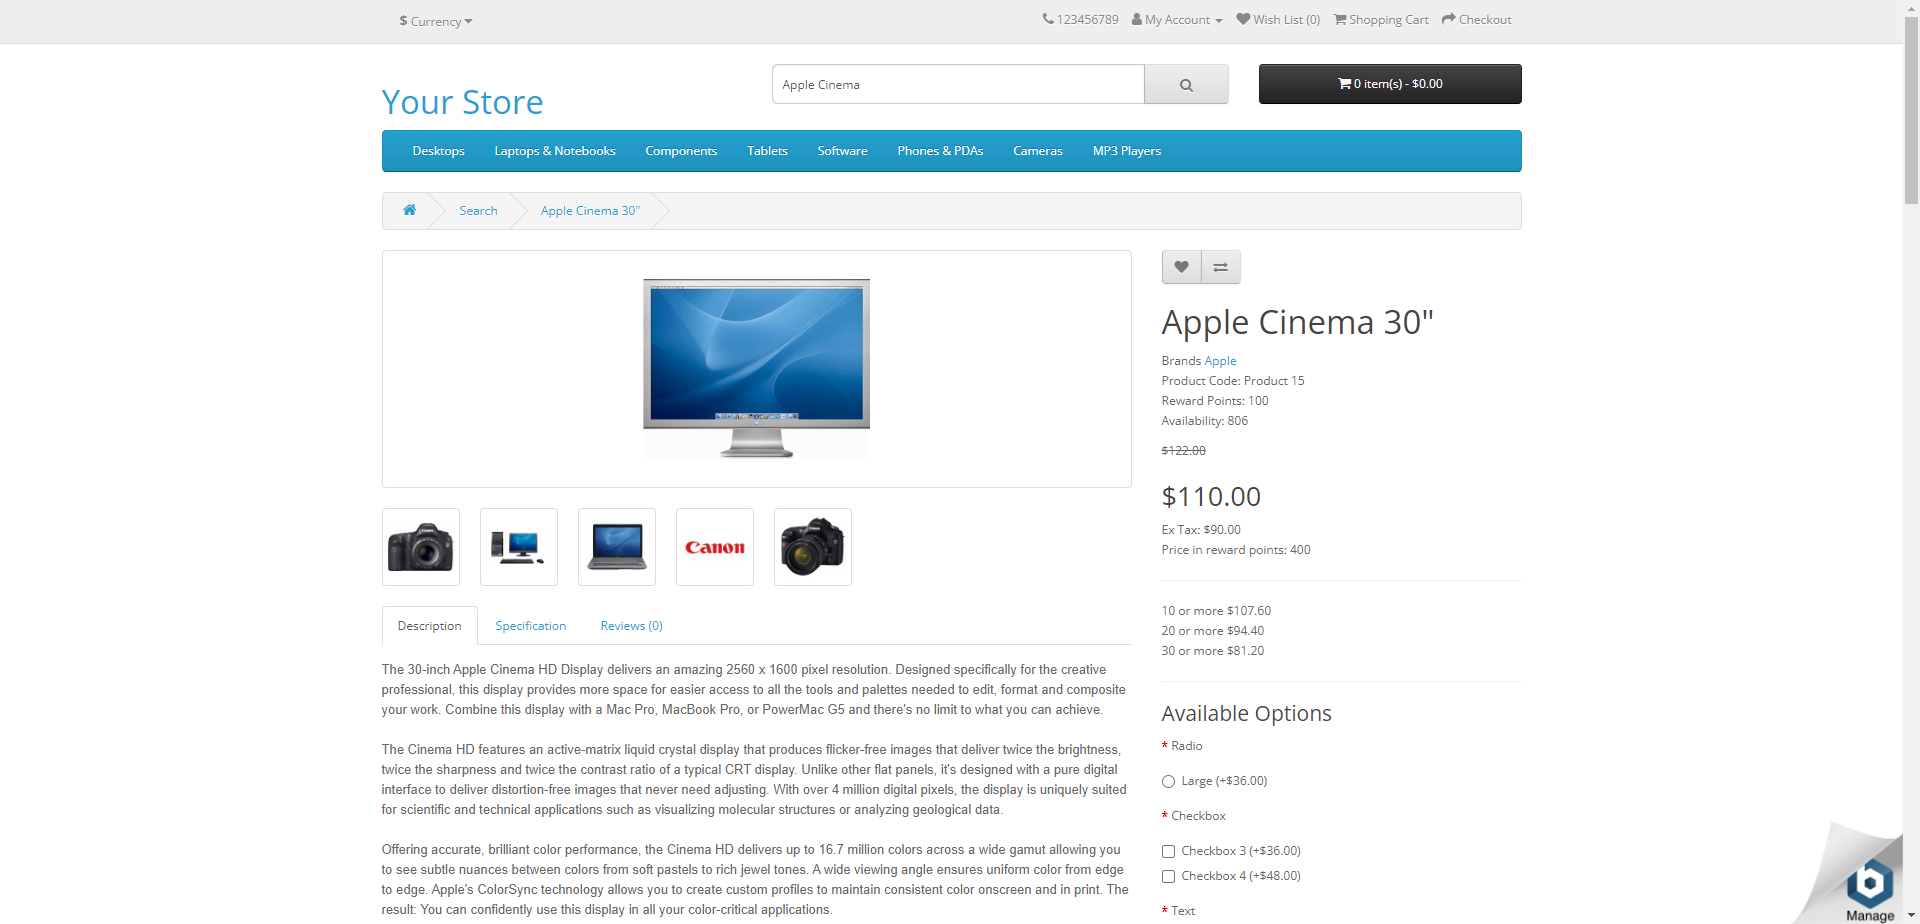 $ Currency
123456789 My Account Wish List (0) Shopping Cart Checkout
Your Store
Apple Cinema
0 item(s) - $0.00
Desktops Laptops & Notebooks Components Tablets Software Phones & PDAs Cameras MP3 Players
Search Apple Cinema 30"
Canon
Description Specification Reviews (0)
The 30-inch Apple Cinema HD Display delivers an amazing 2560 x 1600 pixel resolution. Designed specifically for the creative
professional, this display provides more space for easier access to all the tools and palettes needed to edit, format and composite
your work. Combine this display with a Mac Pro, MacBook Pro, or PowerMac G5 and there's no limit to what you can achieve.
The Cinema HD features an active-matrix liquid crystal display that produces flicker-free images that deliver twice the brightness,
twice the sharpness and twice the contrast ratio of a typical CRT display. Unlike other flat panels, it's designed with a pure digital
interface to deliver distortion-free images that never need adjusting. With over 4 million digital pixels, the display is uniquely suited
for scientific and technical applications such as visualizing molecular structures or analyzing geological data.
Offering accurate, brilliant color performance, the Cinema HD delivers up to 16.7 million colors across a wide gamut allowing you
to see subtle nuances between colors from soft pastels to rich jewel tones. A wide viewing angle ensures uniform color from edge
to edge. Apple's ColorSync technology allows you to create custom profiles to maintain consistent color onscreen and in print. The
result: You can confidently use this display in all your color-critical applications.
Apple Cinema 30"
Brands Apple
Product Code: Product 15
Reward Points: 100
Availability: 806
$122.00
$110.00
Ex Tax: $90.00
Price in reward points: 400
10 or more $107.60
20 or more $94.40
30 or more $81.20
Available Options
* Radio
Large (+$36.00)
* Checkbox
Checkbox 3 (+$36.00)
Checkbox 4 (+$48.00)
* Text
b
Manage